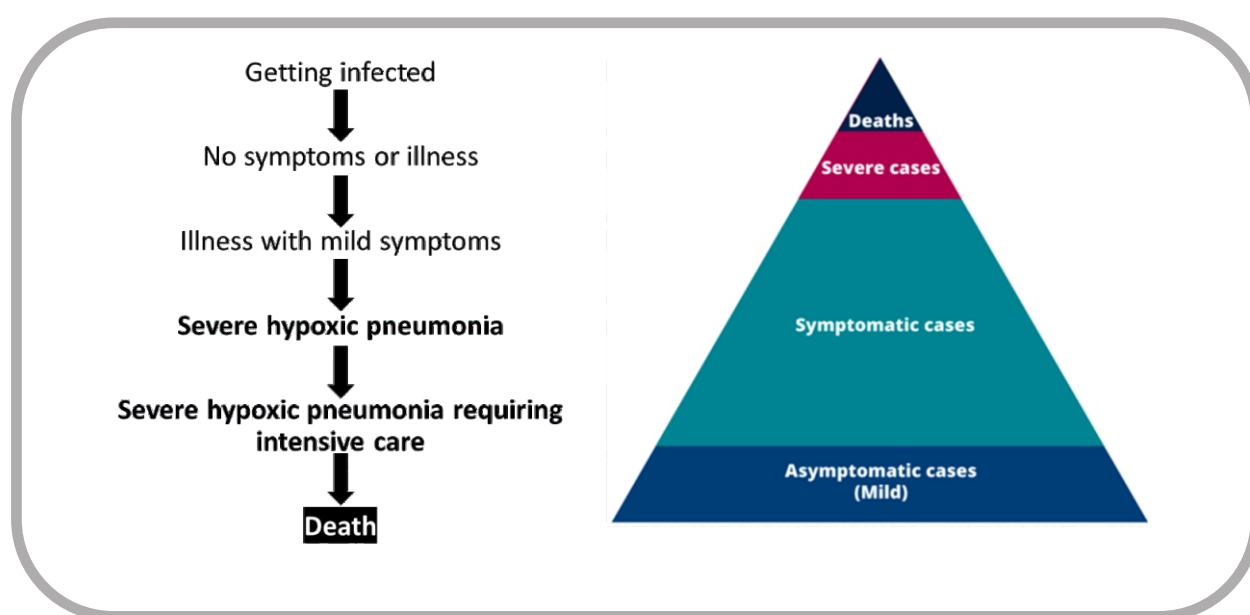 Getting infected
No symptoms or illness
Illness with mild symptoms
Severe hypoxic pneumonia
Severe hypoxic pneumonia requiring
intensive care
Death
Deaths
Severe cases
Symptomatic cases
Asymptomatic cases
(Mild)